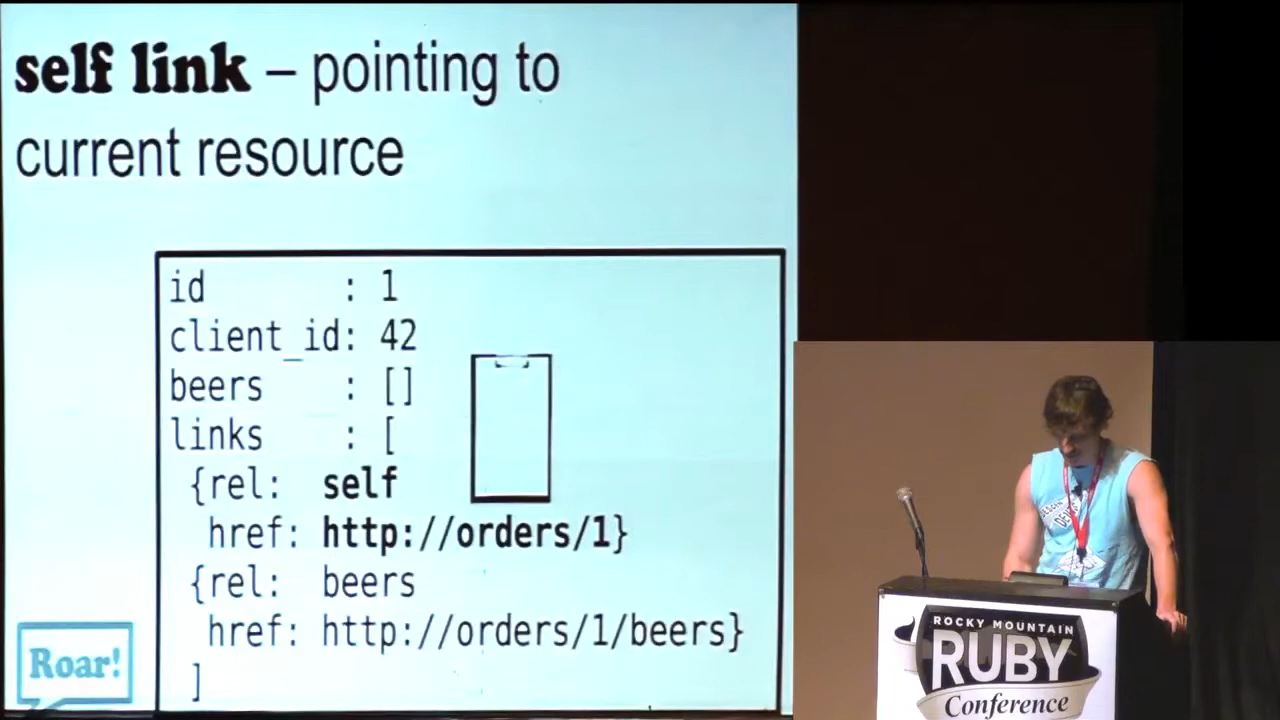 self link – pointing to
current resource
id : 1
client_id: 42
beers : []
links : [
{rel: self
href: http://orders/1}
{rel: beers
href: http://orders/1/beers}
]
Roar!
ROCKY MOUNTAIN
RUBY
Conference